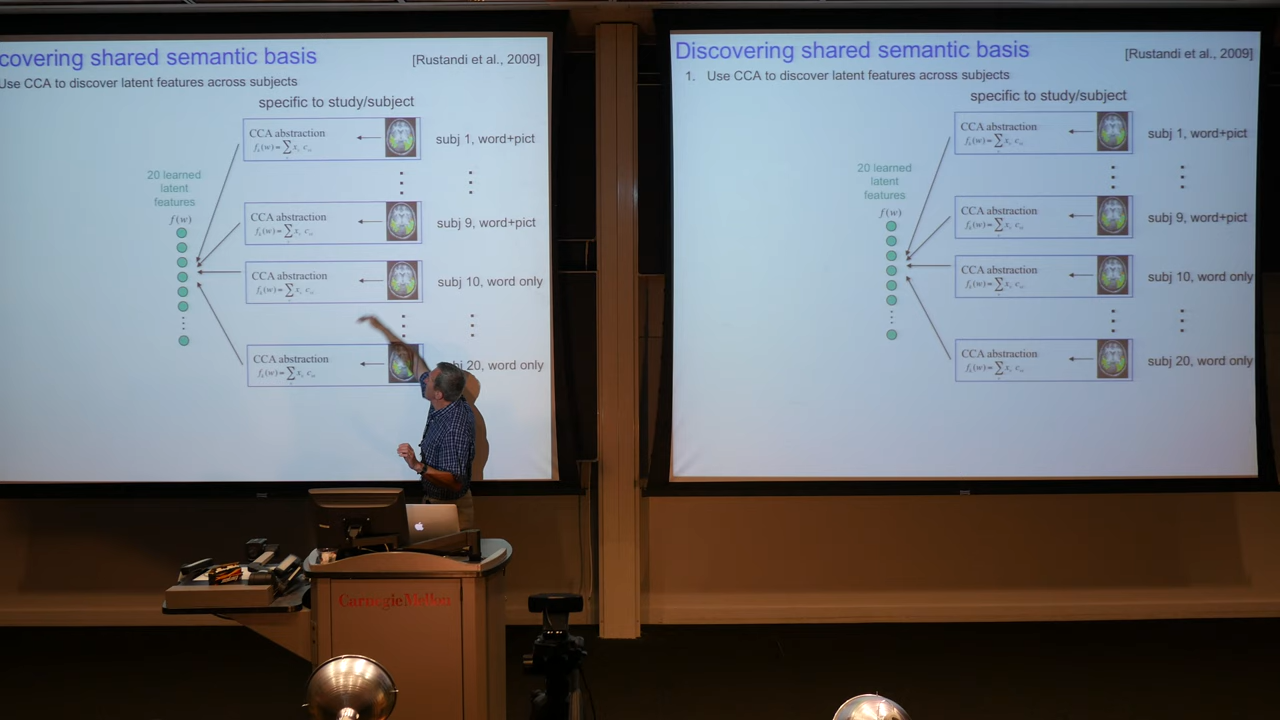 covering shared semantic basis
[Rustandi et al., 2009]
Use CCA to discover latent features across subjects
specific to study/subject
CCA abstraction
subj 1, word+pict
20 learned
latent
features
f(w)
CCA abstraction
subj 9, word+pict
CCA abstraction
subj 10, word only
CCA abstraction
20, word only
Discovering shared semantic basis
[Rustandi et al., 2009]
1. Use CCA to discover latent features across subjects
specific to study/subject
CCA abstraction
subj 1, word+pict
20 learned
latent
features
f(w)
CCA abstraction
subj 9, word+pict
CCA abstraction
subj 10, word only
CCA abstraction
subj 20, word only
Carnegie Mellon